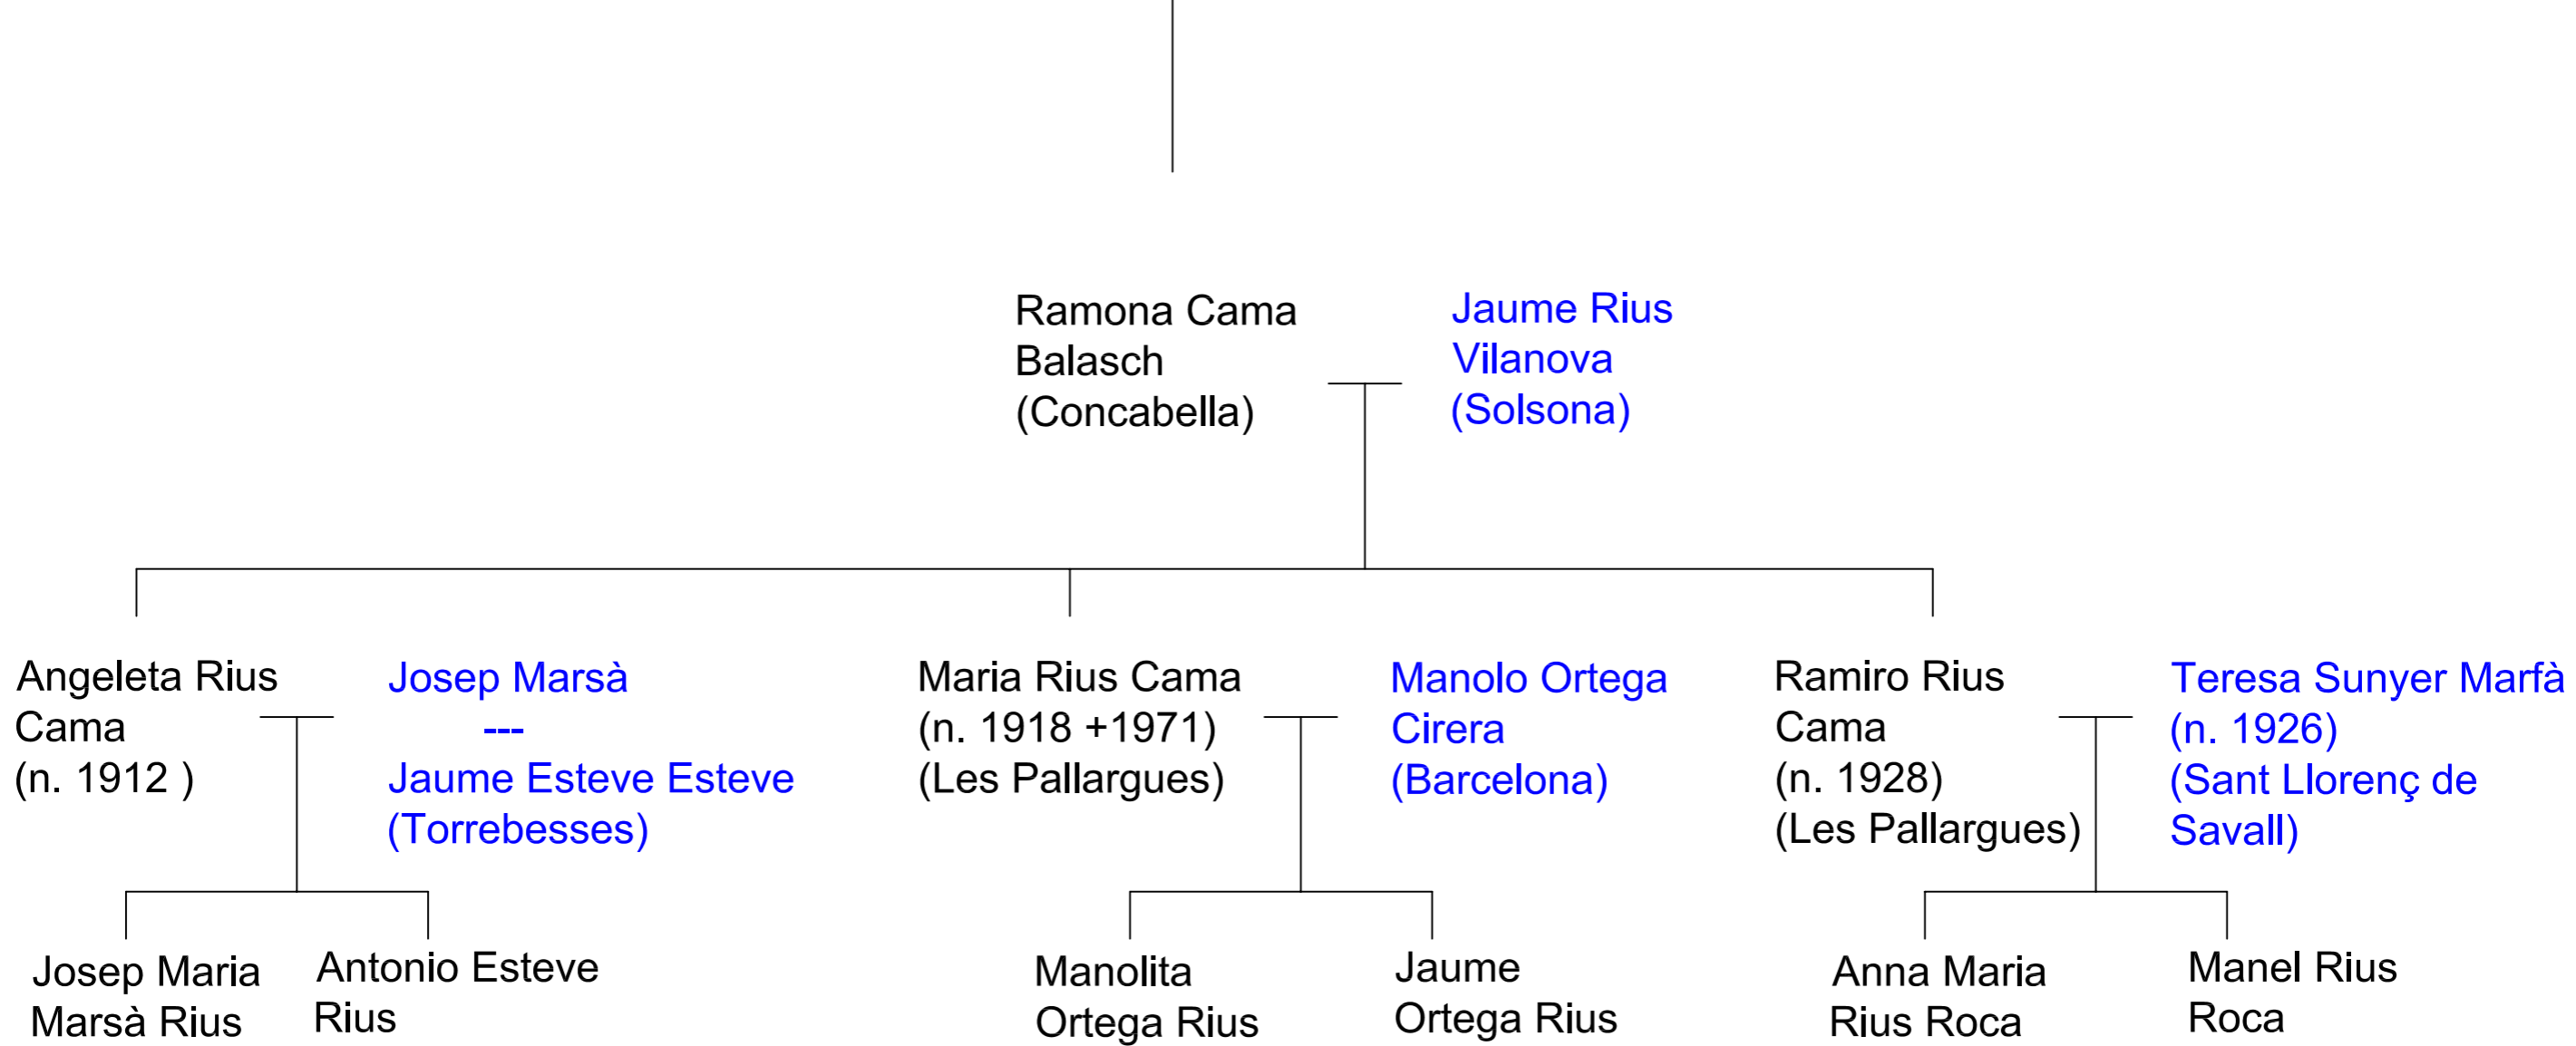 Ramona Cama
Balasch
(Concabella)
Jaume Rius
Vilanova
(Solsona)
Angeleta Rius
Cama
(n. 1912 )
Josep Marsà
---
Jaume Esteve Esteve
(Torrebesses)
Maria Rius Cama
(n. 1918 +1971)
(Les Pallargues)
Manolo Ortega
Cirera
(Barcelona)
Ramiro Rius
Cama
(n. 1928)
(Les Pallargues)
Teresa Sunyer Marfà
(n. 1926)
(Sant Llorenç de
Savall)
Josep Maria
Marsà Rius
Antonio Esteve
Rius
Manolita
Ortega Rius
Jaume
Ortega Rius
Anna Maria
Rius Roca
Manel Rius
Roca